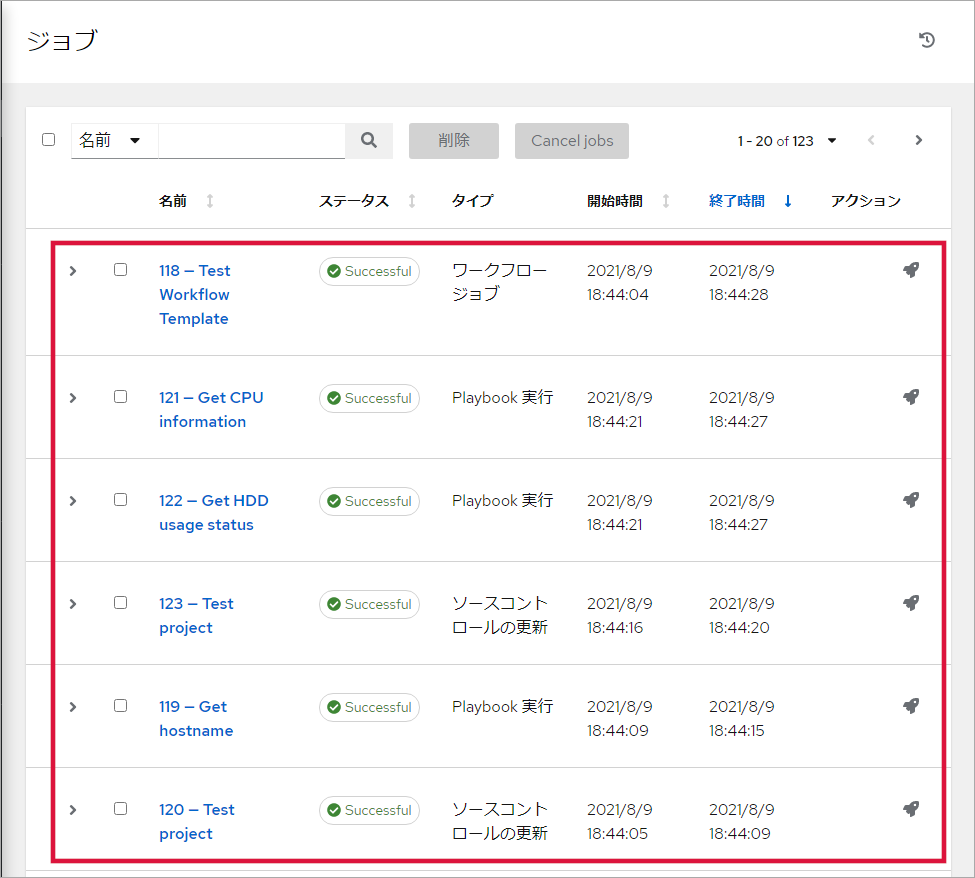 ジョブ
名前 削除 Cancel jobs 1 - 20 of 123
名前 ステータス タイプ 開始時間 終了時間 アクション
118 — Test Successful ワークフロー 2021/8/9 2021/8/9
Workflow ジョブ 18:44:04 18:44:28
Template
121 — Get CPU Successful Playbook 実行 2021/8/9 2021/8/9
information 18:44:21 18:44:27
122 — Get HDD Successful Playbook 実行 2021/8/9 2021/8/9
usage status 18:44:21 18:44:27
123 — Test Successful ソースコント 2021/8/9 2021/8/9
project ロールの更新 18:44:16 18:44:20
119 — Get Successful Playbook 実行 2021/8/9 2021/8/9
hostname 18:44:09 18:44:15
120 — Test Successful ソースコント 2021/8/9 2021/8/9
project ロールの更新 18:44:05 18:44:09